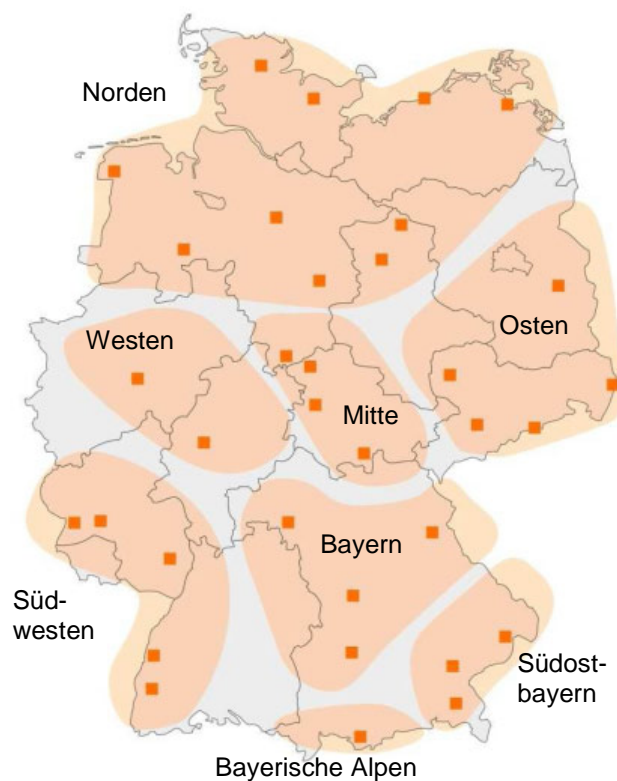 Norden
Westen
Osten
Mitte
Bayern
Süd-
westen
Südost-
bayern
Bayerische Alpen